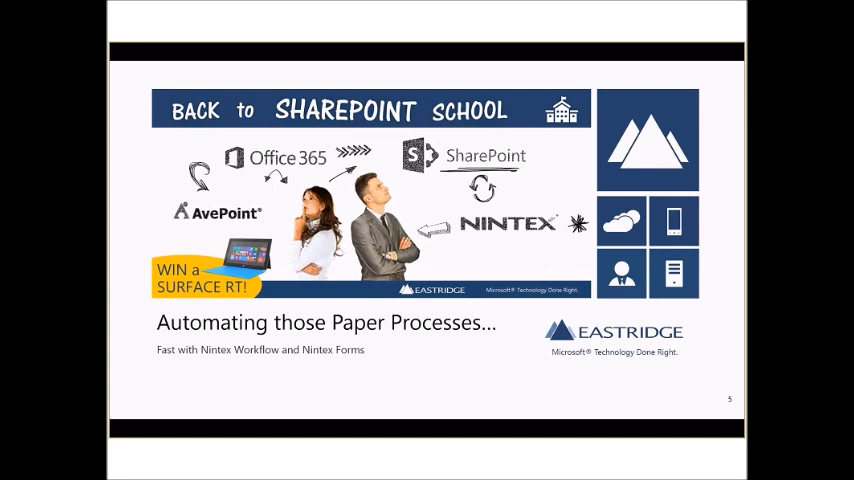 BACK to SHAREPOINT SCHOOL
Office 365
S SharePoint
AvePoint®
NINTEX
WIN a
SURFACE RT!
EASTRIDGE Microsoft® Technology Done Right.
Automating those Paper Processes...
EASTRIDGE
Fast with Nintex Workflow and Nintex Forms
Microsoft® Technology Done Right.
5